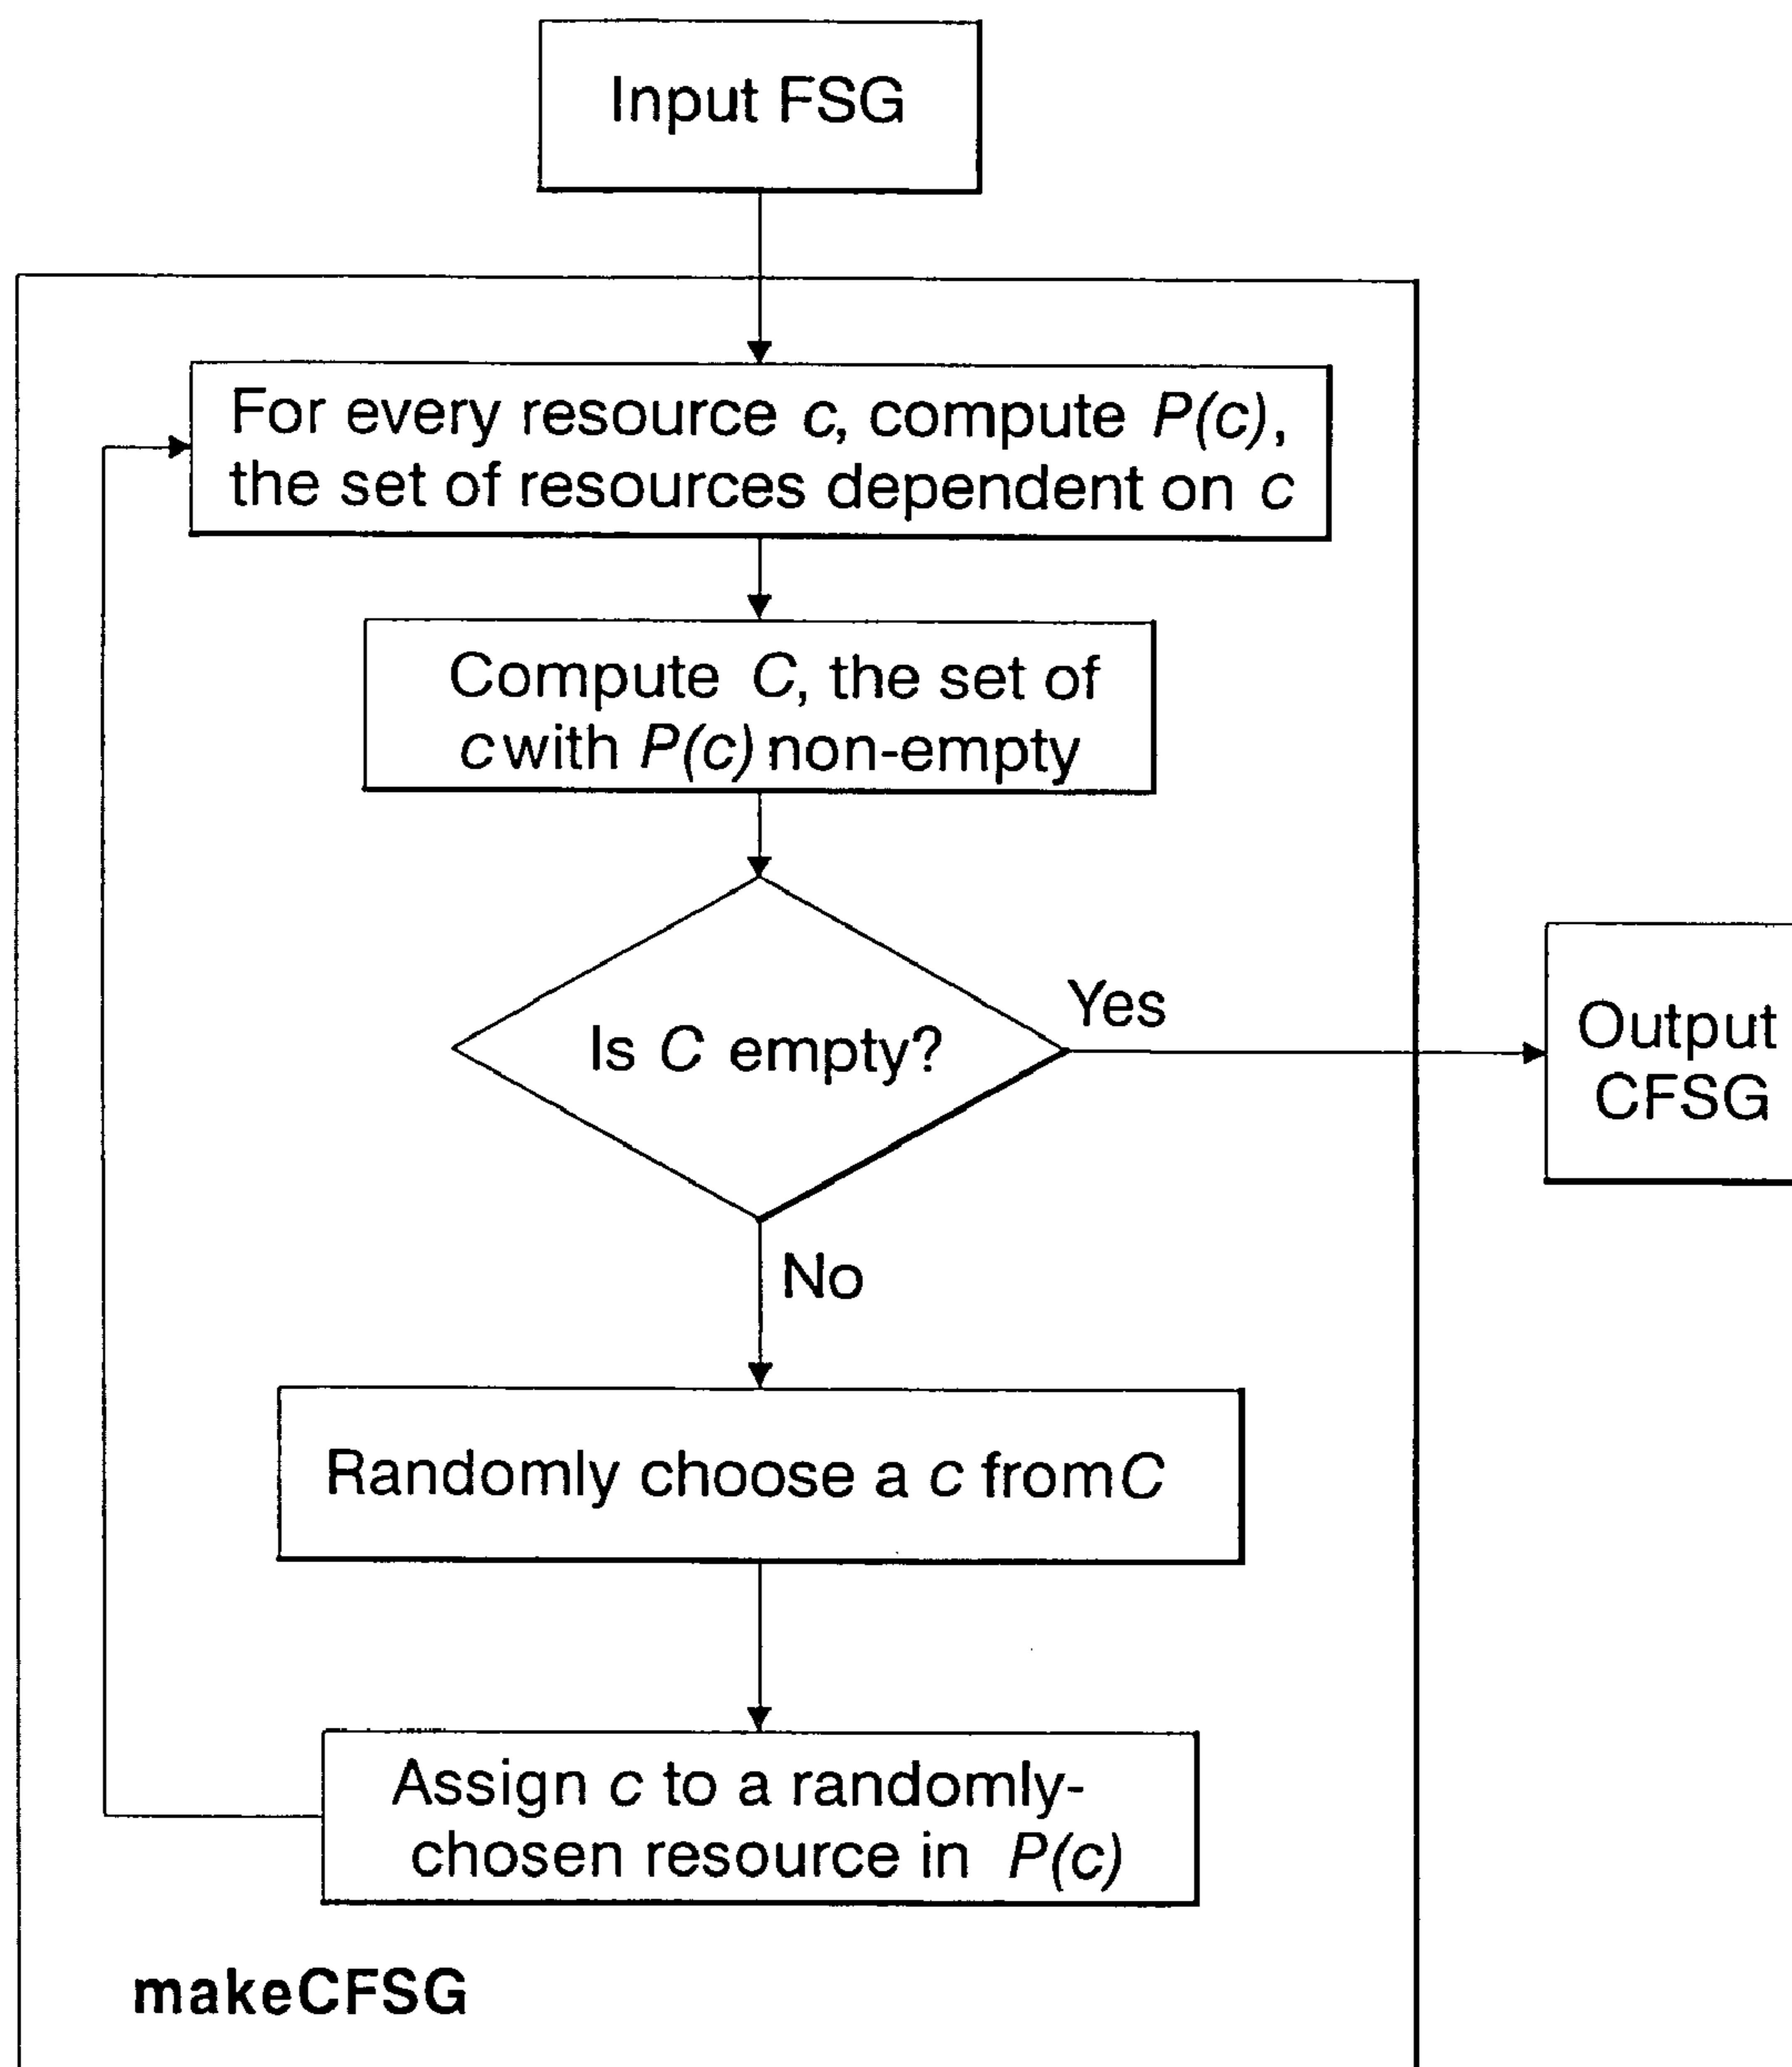 Input FSG
For every resource c, compute P(c),
the set of resources dependent on c
Compute C, the set of
c with P(c) non-empty
Is C empty?
Yes
Output
CFSG
No
Randomly choose a c from C
Assign c to a randomly-
chosen resource in P(c)
makeCFSG